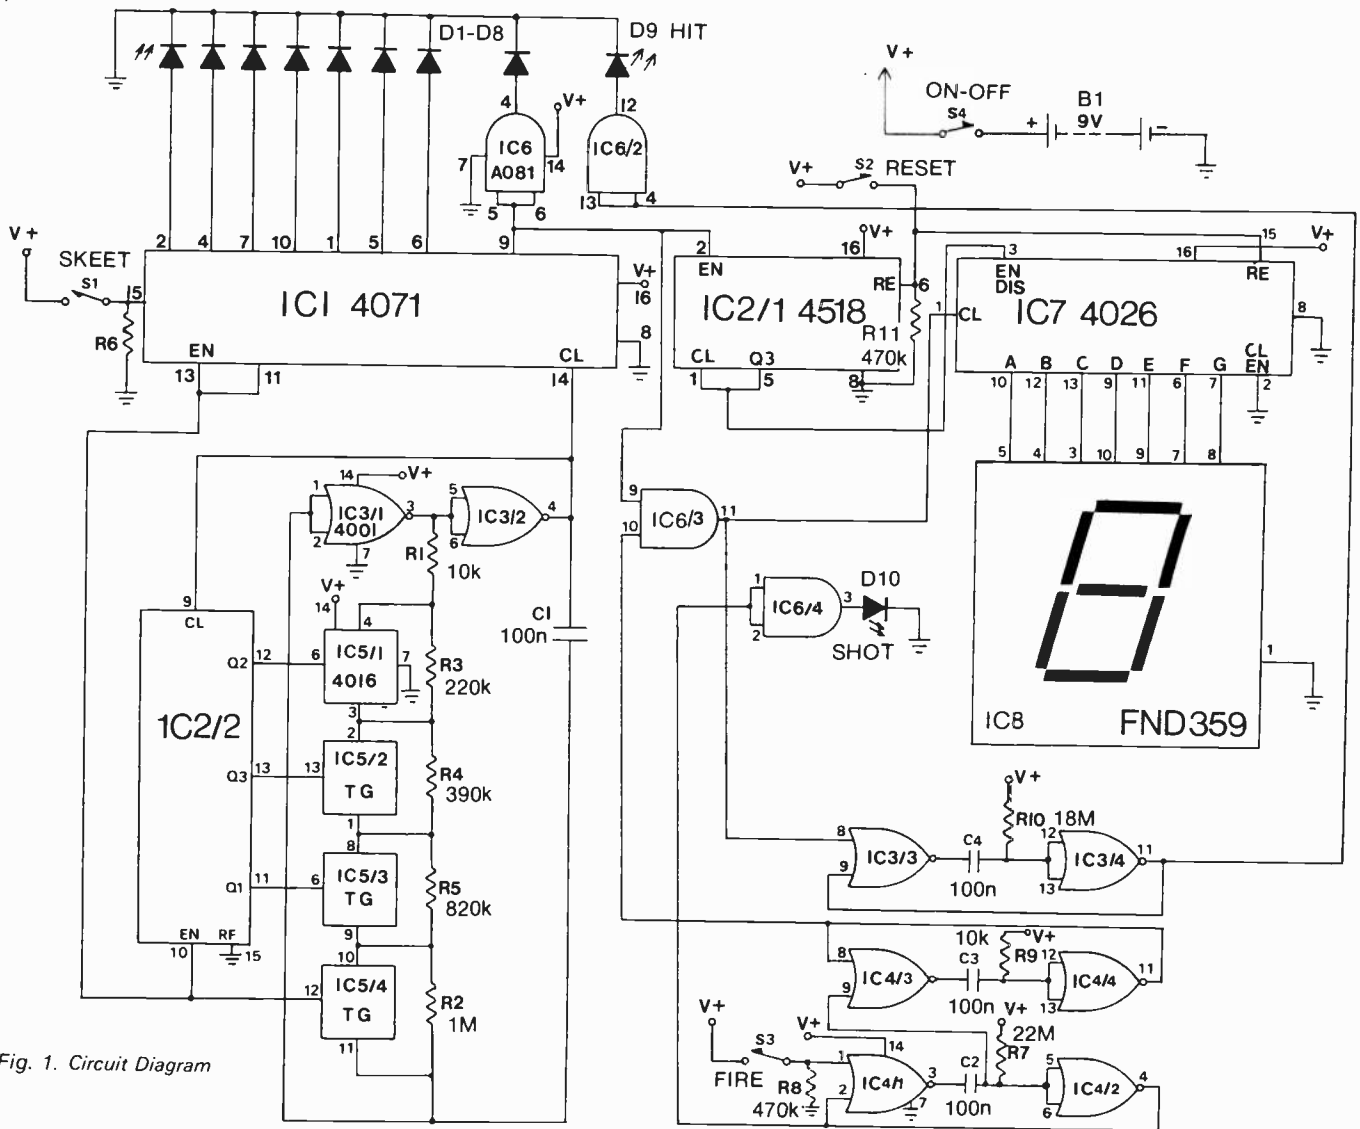 D1-D8
D9 HIT
4
12
V+
IC6
A081
7
14
5
6
IC6/2
13
4
V+
ON-OFF
S4
B1
9V
+
-
V+
S2
RESET
V+
SKEET
S1
15
R6
2
4
7
10
1
5
6
9
IC1 4071
V+
16
8
EN
13
11
CL
14
2
EN
16
V+
RE
6
IC2/1 4518
R11
470k
CL
1
Q3
5
8
3
EN
DIS
16
15
V+
RE
1
CL
IC7 4026
8
A
B
C
D
E
F
G
CL
EN
10
12
13
9
11
6
7
2
5
4
3
10
9
7
8
IC8
FND359
1
1
2
14
V+
IC3/1
4001
3
7
5
6
IC3/2
4
R1
10k
C1
100n
9
CL
1C2/2
Q2
12
Q3
13
Q1
11
EN
10
RF
15
V+
14
4
6
IC5/1
4016
7
3
R3
220k
2
13
IC5/2
TG
1
R4
390k
8
6
IC5/3
TG
9
R5
820k
10
12
IC5/4
TG
11
R2
1M
9
10
IC6/3
11
1
2
IC6/4
3
D10
SHOT
8
9
IC3/3
C4
100n
V+
R10 18M
12
13
IC3/4
11
8
9
IC4/3
C3
100n
10k
R9
V+
12
13
IC4/4
11
V+
S3
FIRE
R8
470k
V+
14
1
2
IC4/1
3
7
C2
100n
V+
22M
R7
5
6
IC4/2
4
Fig. 1. Circuit Diagram